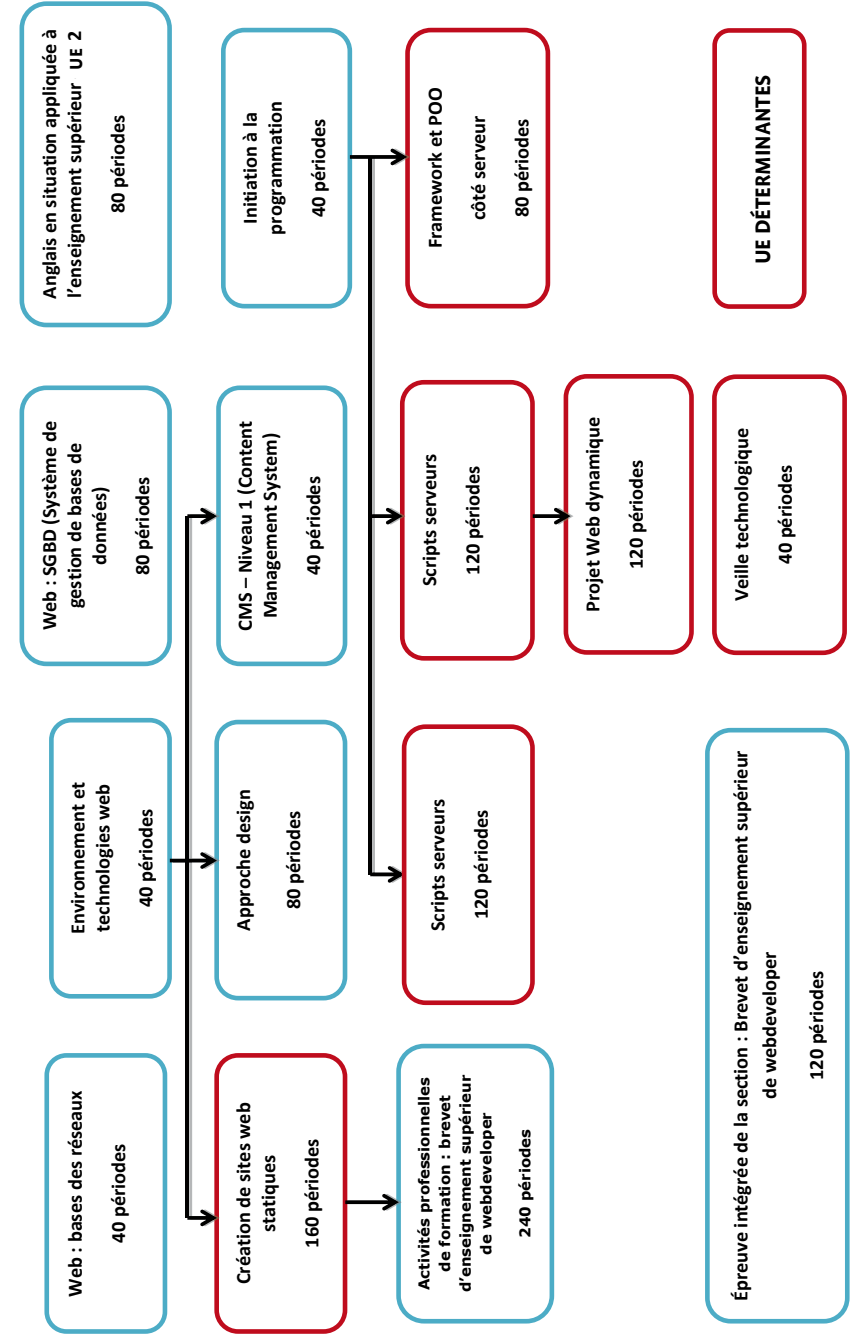 Web : bases des réseaux
40 périodes
Environnement et
technologies web
40 périodes
Web : SGBD (Système de
gestion de bases de
données)
80 périodes
Anglais en situation appliquée à
l’enseignement supérieur UE 2
80 périodes
Création de sites web
statiques
160 périodes
Approche design
80 périodes
CMS – Niveau 1 (Content
Management System)
40 périodes
Initiation à la
programmation
40 périodes
Activités professionnelles
de formation : brevet
d’enseignement supérieur
de webdeveloper
240 périodes
Scripts serveurs
120 périodes
Scripts serveurs
120 périodes
Framework et POO
côté serveur
80 périodes
Projet Web dynamique
120 périodes
Épreuve intégrée de la section : Brevet d’enseignement supérieur
de webdeveloper
120 périodes
Veille technologique
40 périodes
UE DÉTERMINANTES